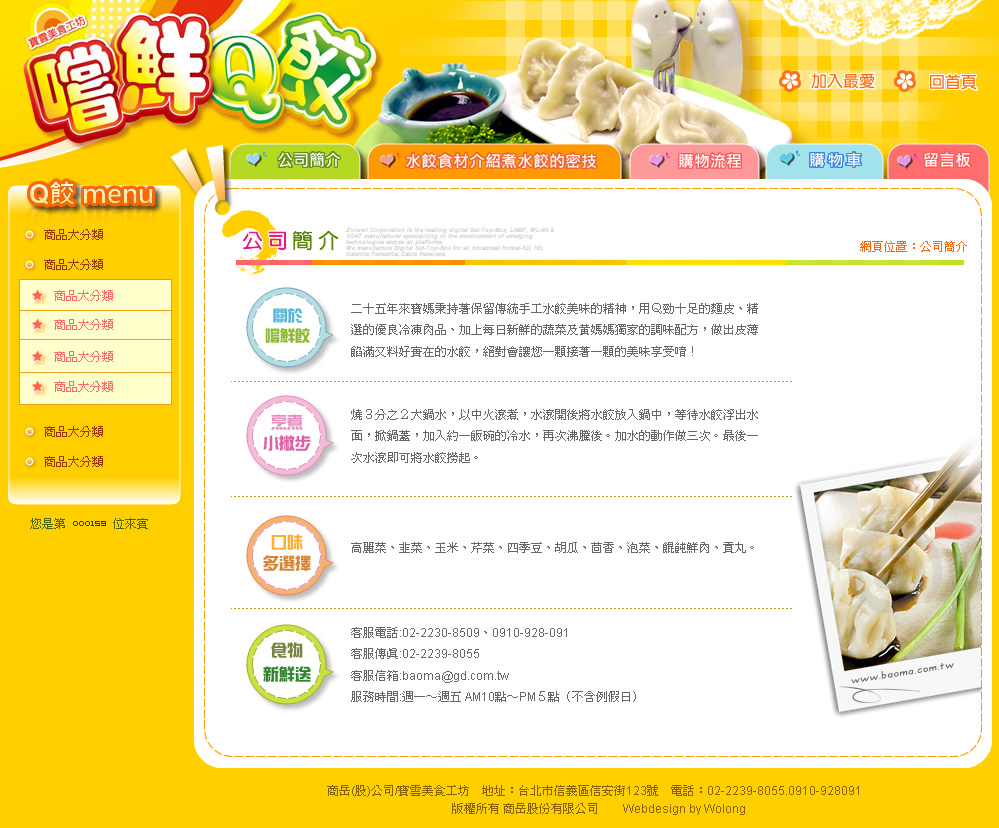 寶雲美食工坊
嚐鮮Q餃
加入最愛 回首頁
公司簡介 水餃食材介紹煮水餃的密技 購物流程 購物車 留言板
Q餃 menu
商品大分類
商品大分類
商品大分類
商品大分類
商品大分類
商品大分類
商品大分類
商品大分類
您是第 000159 位來賓
公司簡介
Zinwell Corporation is the leading digital Set-Top-Box, LNBF, WLAN &
VSAT manufacturer specializing in the development of emerging
technologies across all platforms.
We manufacture Digital Set-Top-Box for all broadcast format-SD, HD,
Satellite, Terrestrial, Cable Receivers.
網頁位置：公司簡介
關於
嚐鮮餃
二十五年來寶媽秉持著保留傳統手工水餃美味的精神，用Q勁十足的麵皮、精
選的優良冷凍肉品、加上每日新鮮的蔬菜及黃媽媽獨家的調味配方，做出皮薄
餡滿又料好實在的水餃，絕對會讓您一顆接著一顆的美味享受唷！
烹煮
小撇步
燒３分之２大鍋水，以中火滾煮，水滾開後將水餃放入鍋中，等待水餃浮出水
面，掀鍋蓋，加入約一飯碗的冷水，再次沸騰後。加水的動作做三次。最後一
次水滾即可將水餃撈起。
口味
多選擇
高麗菜、韭菜、玉米、芹菜、四季豆、胡瓜、茴香、泡菜、餛飩鮮肉、貢丸。
食物
新鮮送
客服電話:02-2230-8509、0910-928-091
客服傳真:02-2239-8055
客服信箱:baoma@gd.com.tw
服務時間:週一～週五 AM10點～PM５點（不含例假日）
www.baoma.com.tw
商岳(股)公司/寶雲美食工坊 地址：台北市信義區信安街123號 電話：02-2239-8055.0910-928091
版權所有 商岳股份有限公司 Webdesign by Wolong